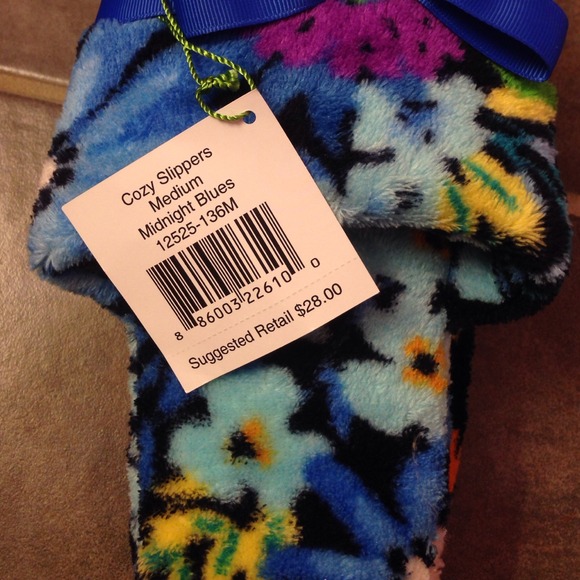 Cozy Slippers
Medium
Midnight Blues
12525-136M
8 86003 22610 0
Suggested Retail $28.00